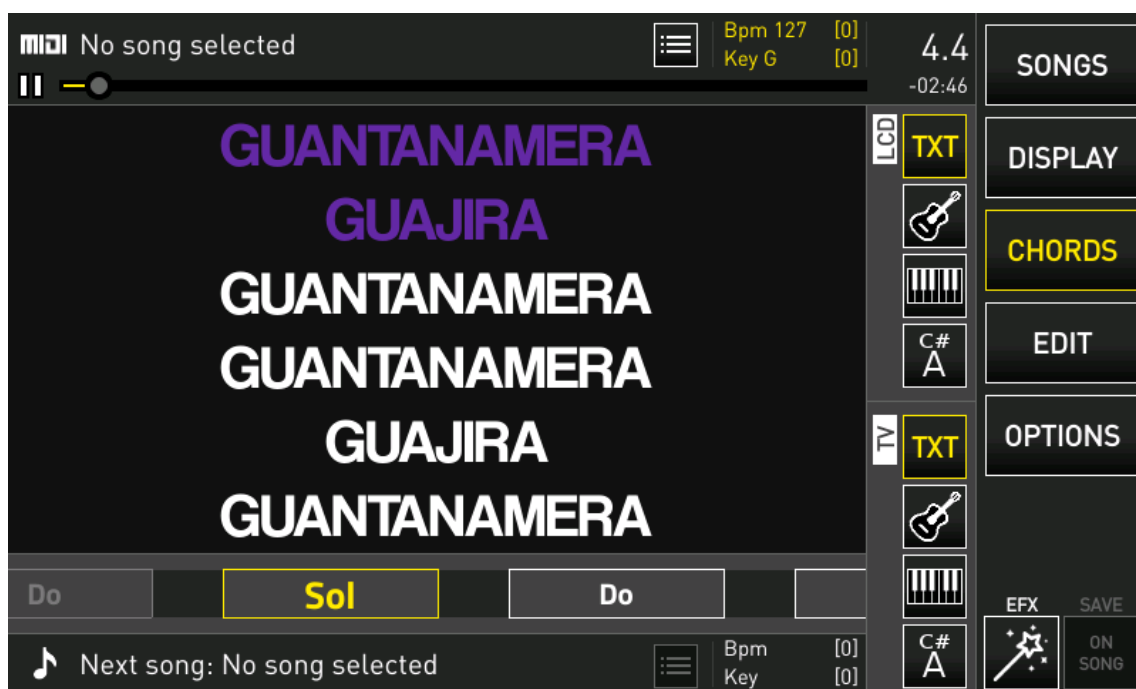 MIDI No song selected
Bpm 127 [0]
Key G [0]
4.4
-02:46
GUANTANAMERA
GUAJIRA
GUANTANAMERA
GUANTANAMERA
GUAJIRA
GUANTANAMERA
Do Sol Do
Next song: No song selected
Bpm [0]
Key [0]
LCD
TXT
C#
A
TV
TXT
C#
A
SONGS
DISPLAY
CHORDS
EDIT
OPTIONS
EFX
SAVE
ON
SONG